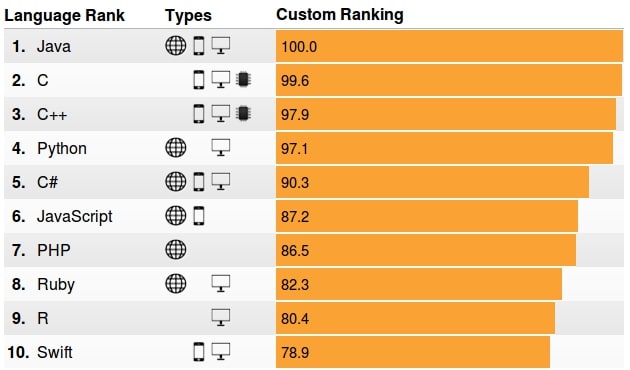 Language Rank Types Custom Ranking
1. Java 100.0
2. C 99.6
3. C++ 97.9
4. Python 97.1
5. C# 90.3
6. JavaScript 87.2
7. PHP 86.5
8. Ruby 82.3
9. R 80.4
10. Swift 78.9